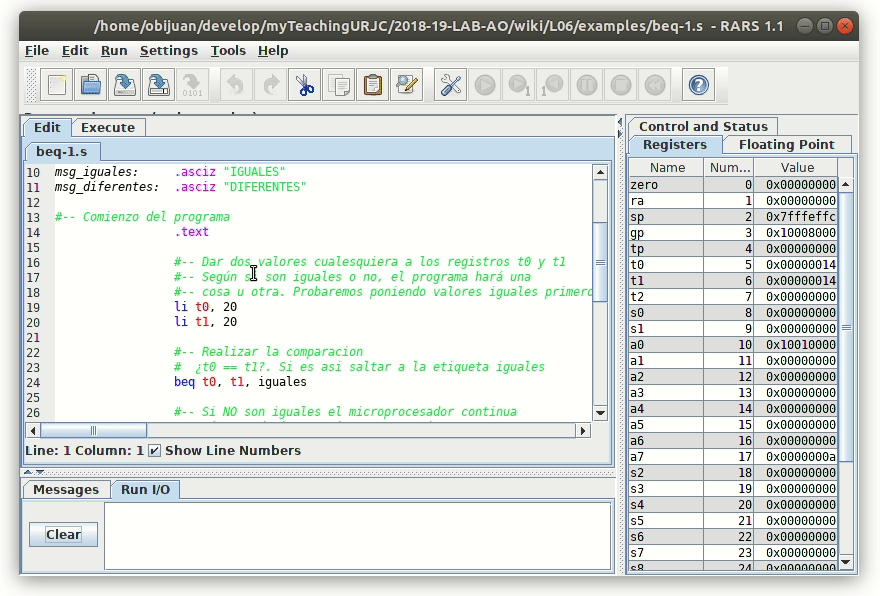 /home/obijuan/develop/myTeachingURJC/2018-19-LAB-AO/wiki/L06/examples/beq-1.s - RARS 1.1
File Edit Run Settings Tools Help
Edit Execute
beq-1.s
10 msg_iguales: .asciz "IGUALES"
11 msg_diferentes: .asciz "DIFERENTES"
12
13 #-- Comienzo del programa
14 .text
15
16 #-- Dar dos valores cualesquiera a los registros t0 y t1
17 #-- Según si son iguales o no, el programa hará una
18 #-- cosa u otra. Probaremos poniendo valores iguales primero
19 li t0, 20
20 li t1, 20
21
22 #-- Realizar la comparacion
23 # ¿t0 == t1?. Si es asi saltar a la etiqueta iguales
24 beq t0, t1, iguales
25
26 #-- Si NO son iguales el microprocesador continua
Line: 1 Column: 1 Show Line Numbers
Messages Run I/O
Clear
Control and Status
Registers Floating Point
Name Num... Value
zero 0 0x00000000
ra 1 0x00000000
sp 2 0x7fffeffc
gp 3 0x10008000
tp 4 0x00000000
t0 5 0x00000014
t1 6 0x00000014
t2 7 0x00000000
s0 8 0x00000000
s1 9 0x00000000
a0 10 0x10010000
a1 11 0x00000000
a2 12 0x00000000
a3 13 0x00000000
a4 14 0x00000000
a5 15 0x00000000
a6 16 0x00000000
a7 17 0x0000000a
s2 18 0x00000000
s3 19 0x00000000
s4 20 0x00000000
s5 21 0x00000000
s6 22 0x00000000
s7 23 0x00000000
s8 24 0x00000000